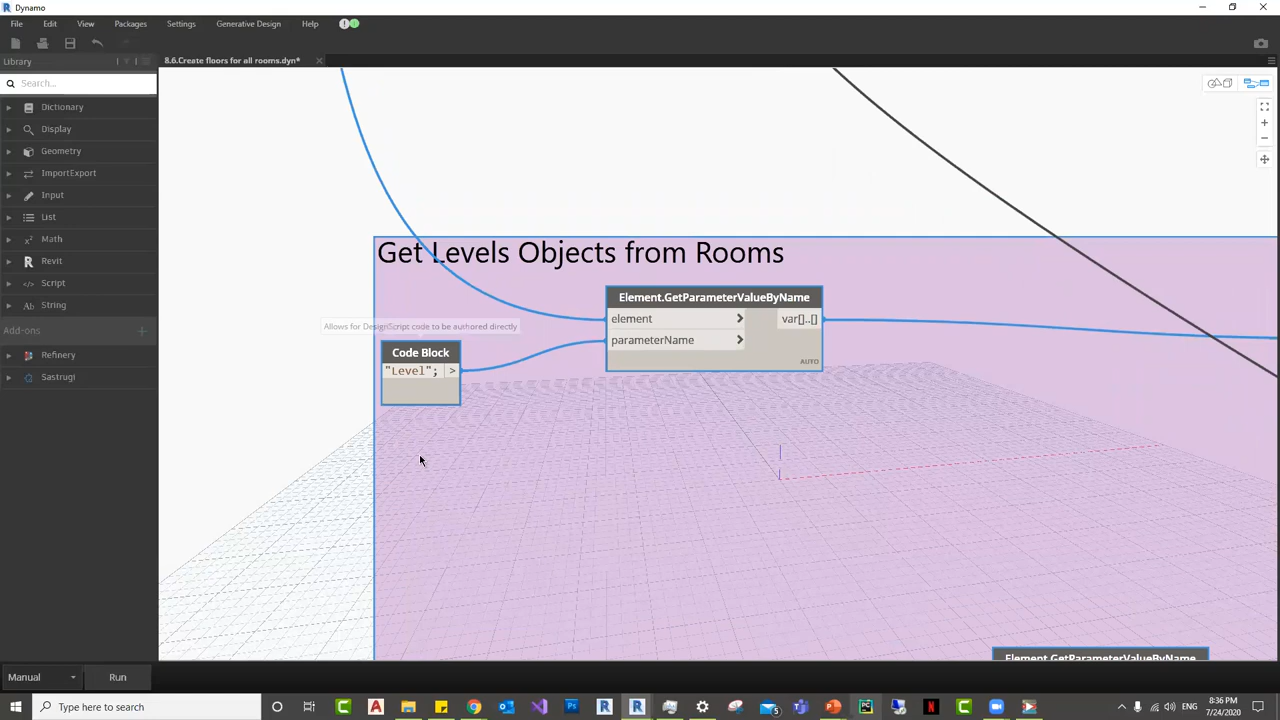 Dynamo
File Edit View Packages Settings Generative Design Help
Library
8.6.Create floors for all rooms.dyn*
Search...
Dictionary
Display
Geometry
ImportExport
Input
List
Math
Revit
Script
String
Add-ons
Refinery
Sastrugi
Get Levels Objects from Rooms
Element.GetParameterValueByName
element > var[]..[]
parameterName >
AUTO
Allows for DesignScript code to be authored directly
Code Block
"Level"; >
Element.GetParameterValueByName
Manual Run
Type here to search
8:36 PM
7/24/2020